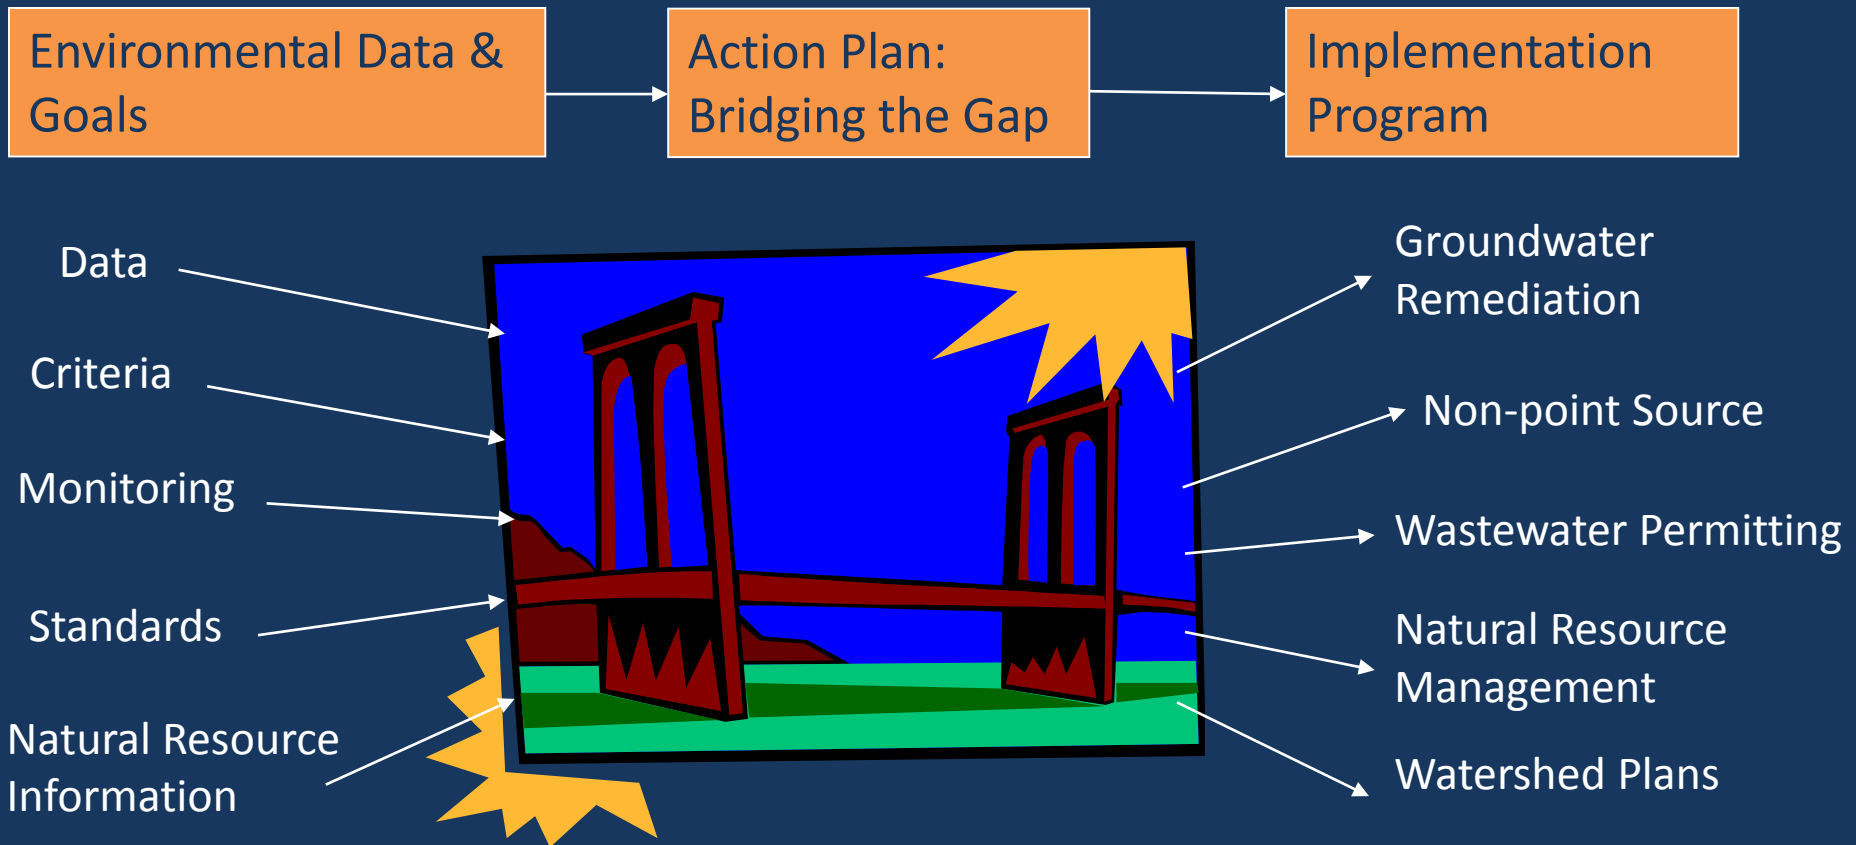 Environmental Data &
Goals
Action Plan:
Bridging the Gap
Implementation
Program
Data
Criteria
Monitoring
Standards
Natural Resource
Information
Groundwater
Remediation
Non-point Source
Wastewater Permitting
Natural Resource
Management
Watershed Plans